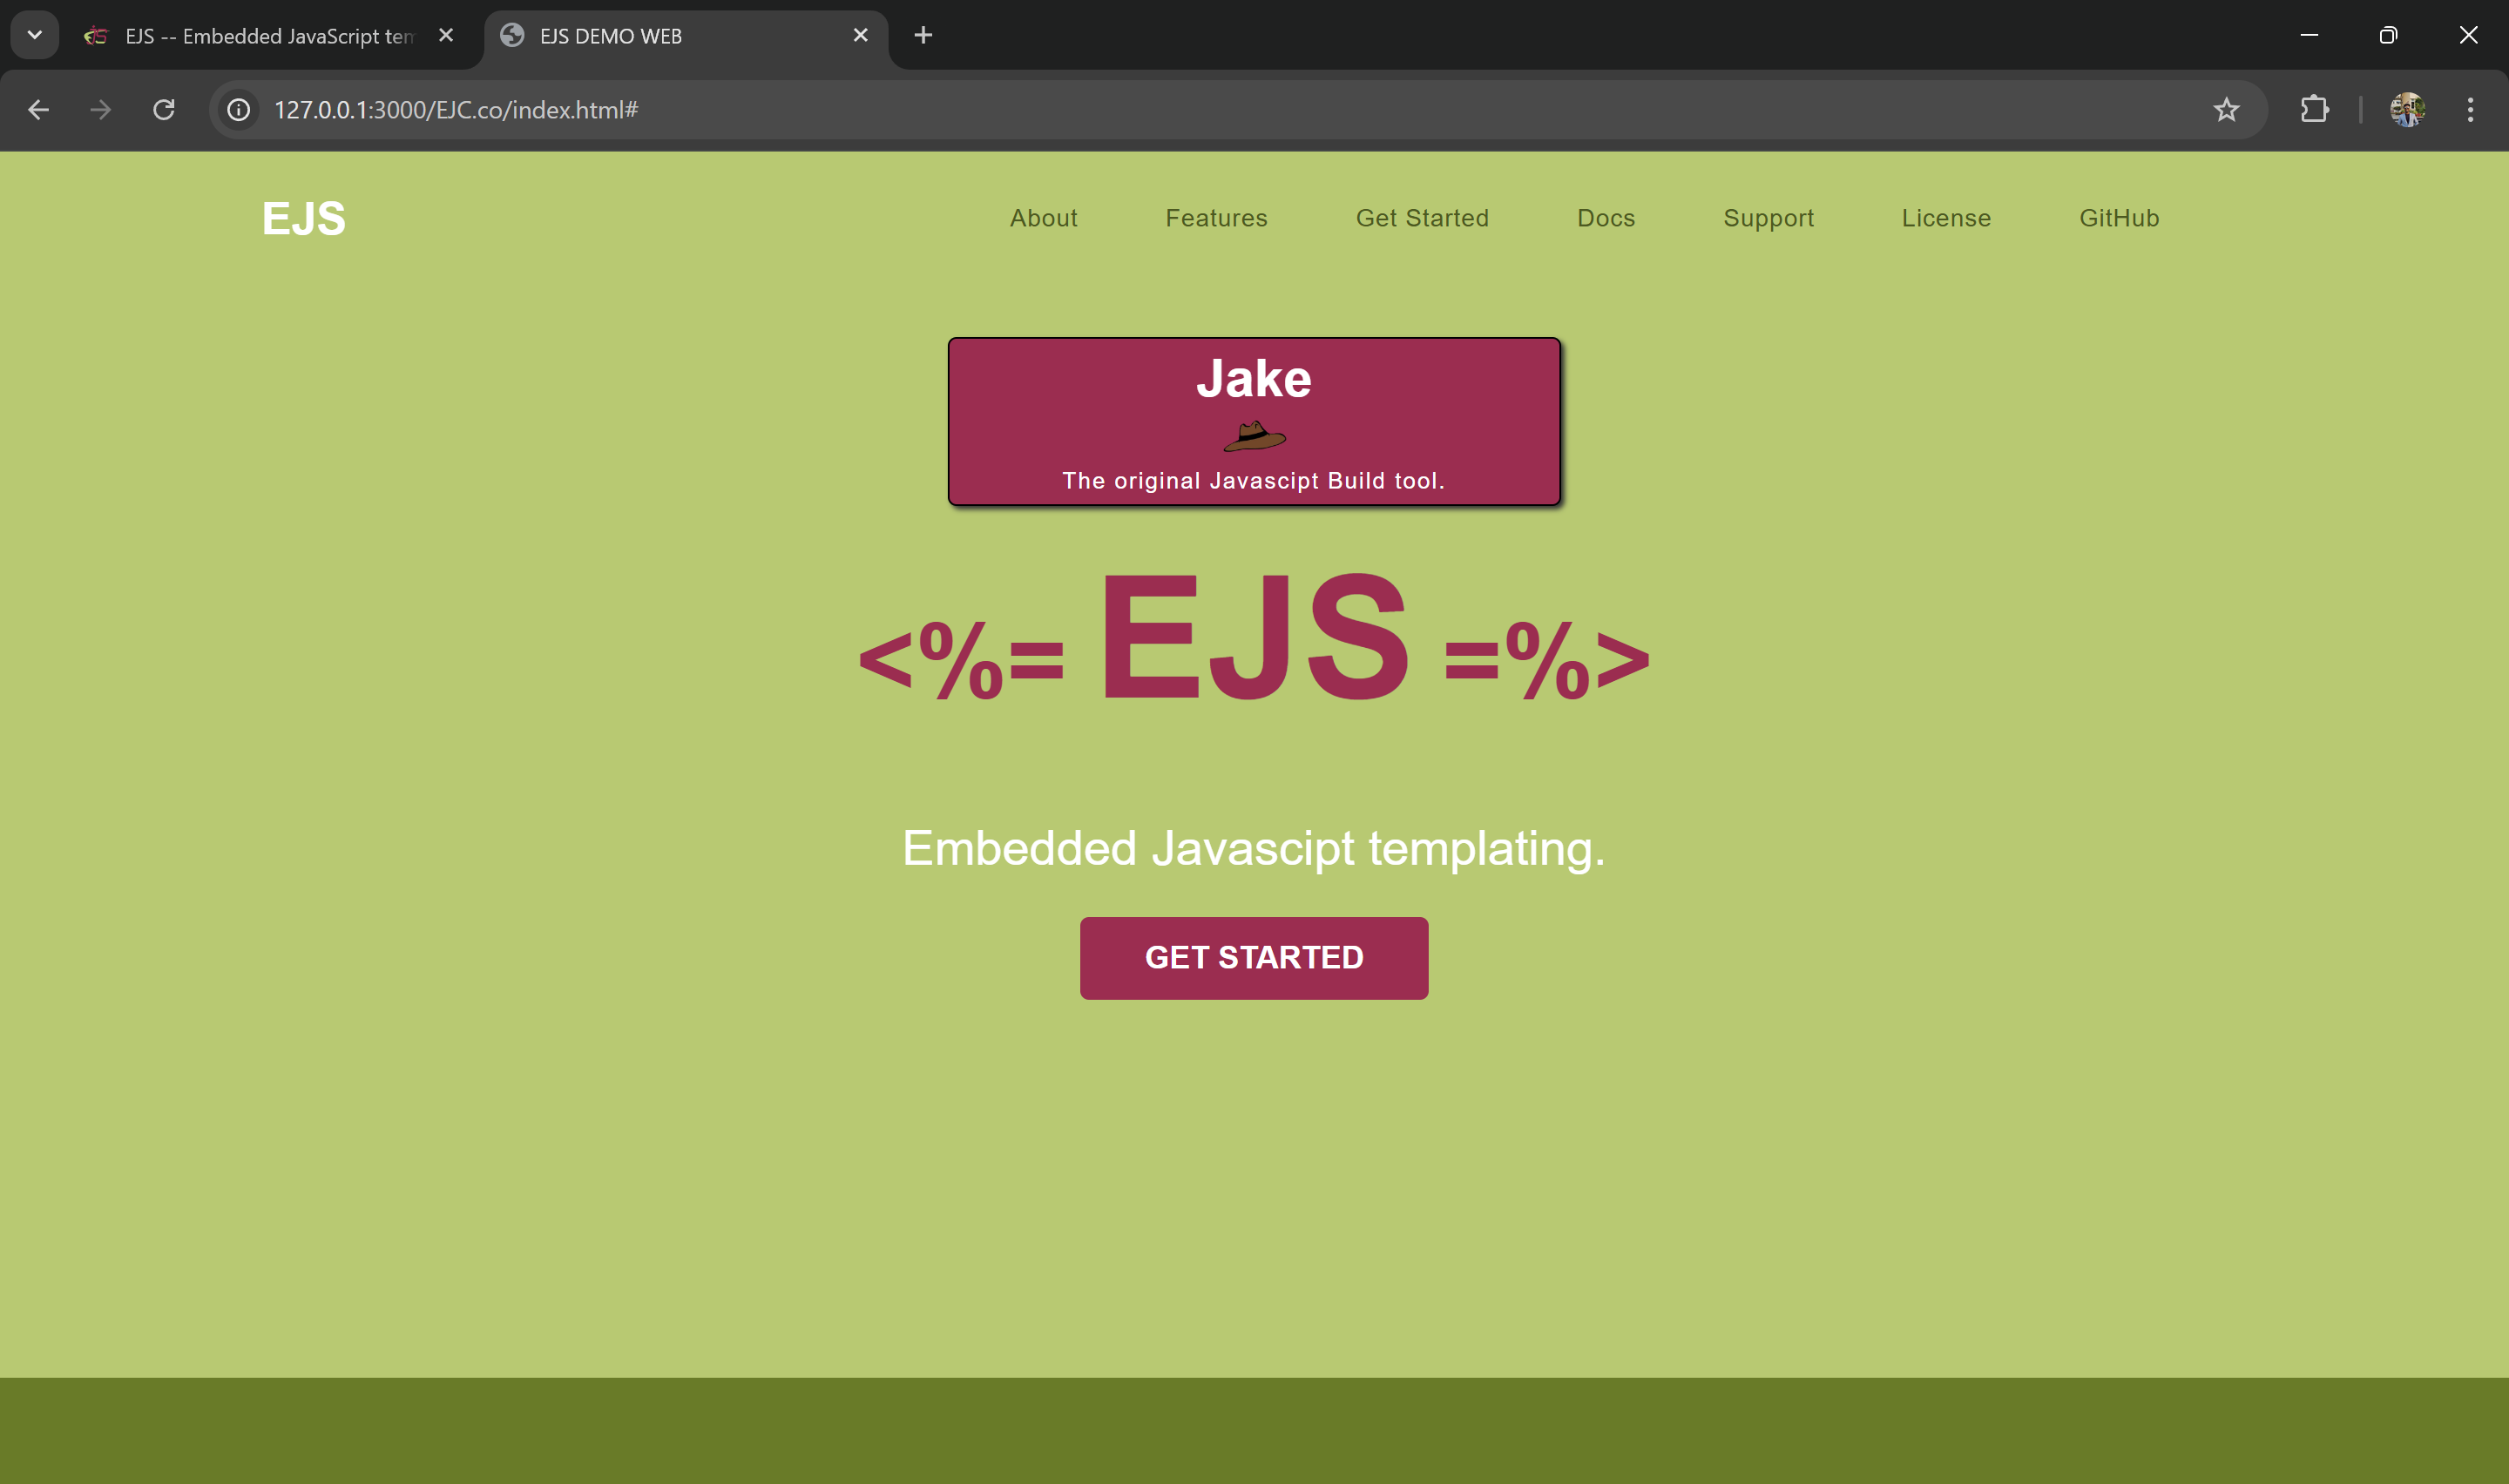 EJS -- Embedded JavaScript tem
EJS DEMO WEB
127.0.0.1:3000/EJC.co/index.html#
EJS
About Features Get Started Docs Support License GitHub
Jake
The original Javascipt Build tool.
<%= EJS =%>
Embedded Javascipt templating.
GET STARTED